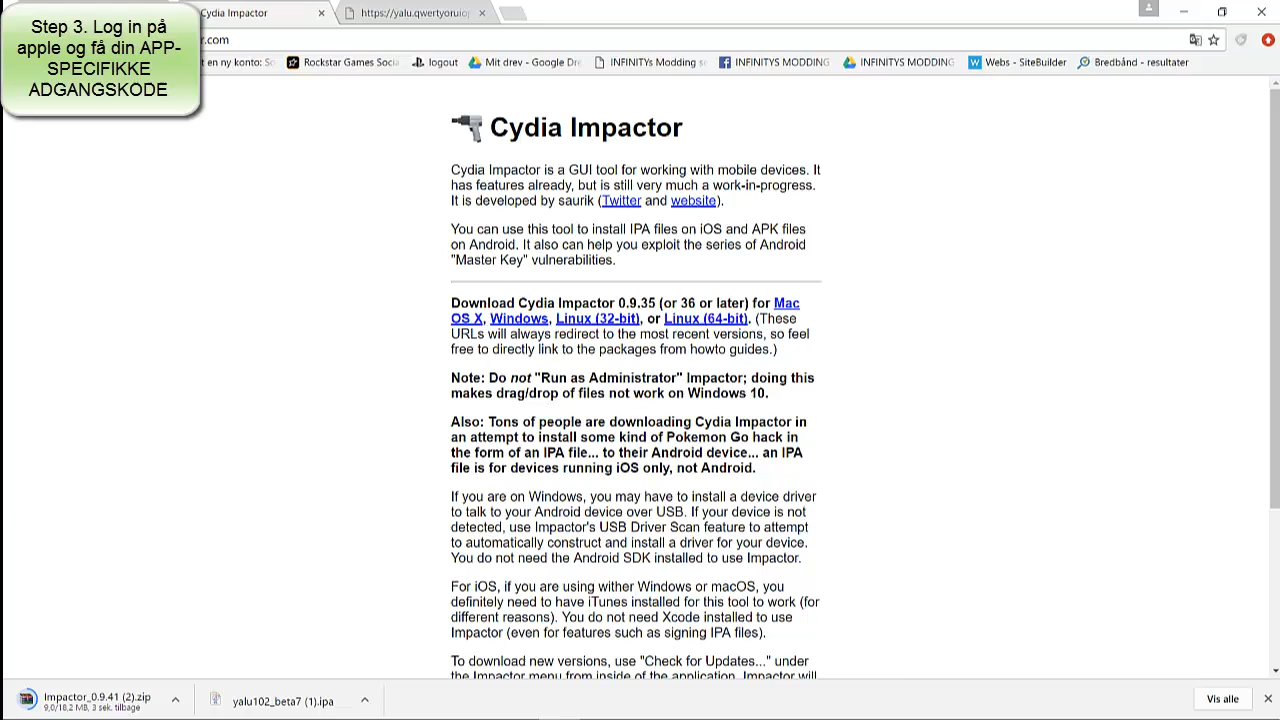 Cydia Impactor
https://yalu.qwertyoruiop
Step 3. Log in på
apple og få din APP-
SPECIFIKKE
ADGANGSKODE
r.com
t en ny konto: So
Rockstar Games Socia
logout
Mit drev - Google Dr
INFINITYs Modding s
INFINITYS MODDING
INFINITYS MODDING
Webs - SiteBuilder
Bredbånd - resultater
Cydia Impactor
Cydia Impactor is a GUI tool for working with mobile devices. It
has features already, but is still very much a work-in-progress.
It is developed by saurik (Twitter and website).
You can use this tool to install IPA files on iOS and APK files
on Android. It also can help you exploit the series of Android
"Master Key" vulnerabilities.
Download Cydia Impactor 0.9.35 (or 36 or later) for Mac
OS X, Windows, Linux (32-bit), or Linux (64-bit). (These
URLs will always redirect to the most recent versions, so feel
free to directly link to the packages from howto guides.)
Note: Do not "Run as Administrator" Impactor; doing this
makes drag/drop of files not work on Windows 10.
Also: Tons of people are downloading Cydia Impactor in
an attempt to install some kind of Pokemon Go hack in
the form of an IPA file... to their Android device... an IPA
file is for devices running iOS only, not Android.
If you are on Windows, you may have to install a device driver
to talk to your Android device over USB. If your device is not
detected, use Impactor's USB Driver Scan feature to attempt
to automatically construct and install a driver for your device.
You do not need the Android SDK installed to use Impactor.
For iOS, if you are using wither Windows or macOS, you
definitely need to have iTunes installed for this tool to work (for
different reasons). You do not need Xcode installed to use
Impactor (even for features such as signing IPA files).
To download new versions, use "Check for Updates..." under
the Impactor menu from inside of the application. Impactor will
Impactor_0.9.41 (2).zip
9,0/18,2 MB, 3 sek. tilbage
yalu102_beta7 (1).ipa
Vis alle